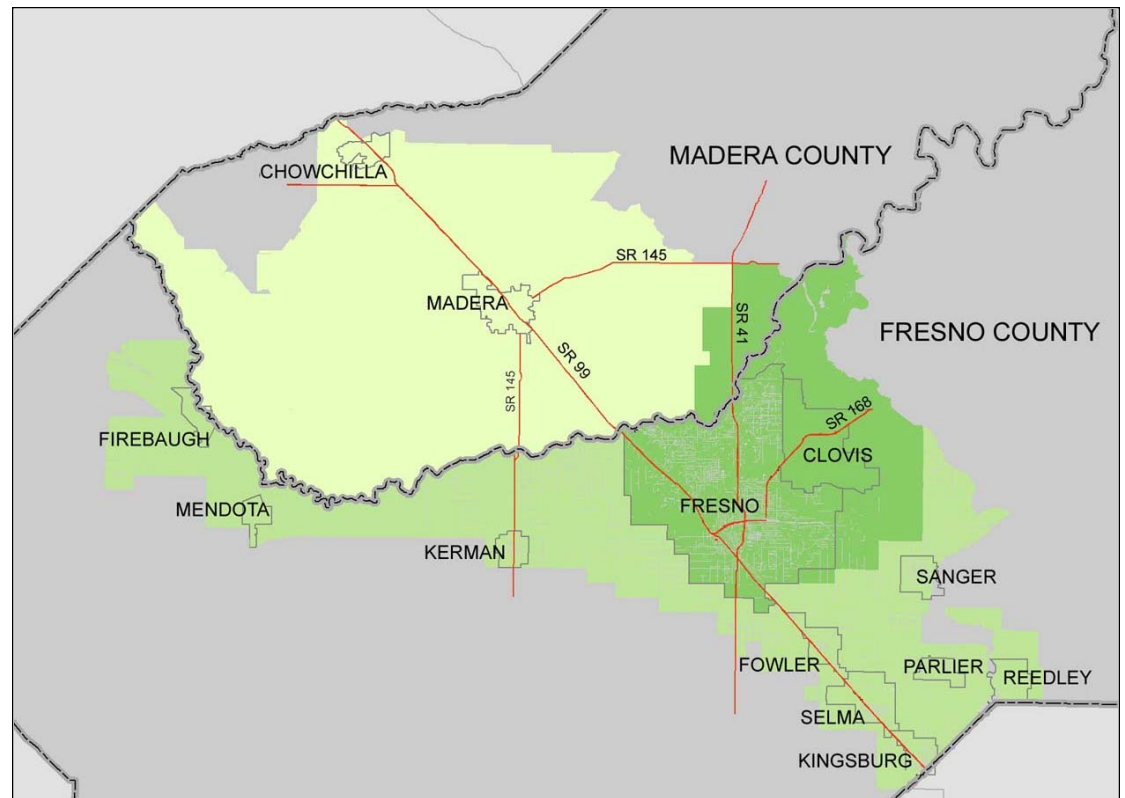 MADERA COUNTY
CHOWCHILLA
SR 145
MADERA
SR 41
FRESNO COUNTY
SR 99
SR 145
SR 168
FIREBAUGH
CLOVIS
MENDOTA
FRESNO
KERMAN
SANGER
FOWLER
PARLIER
REEDLEY
SELMA
KINGSBURG